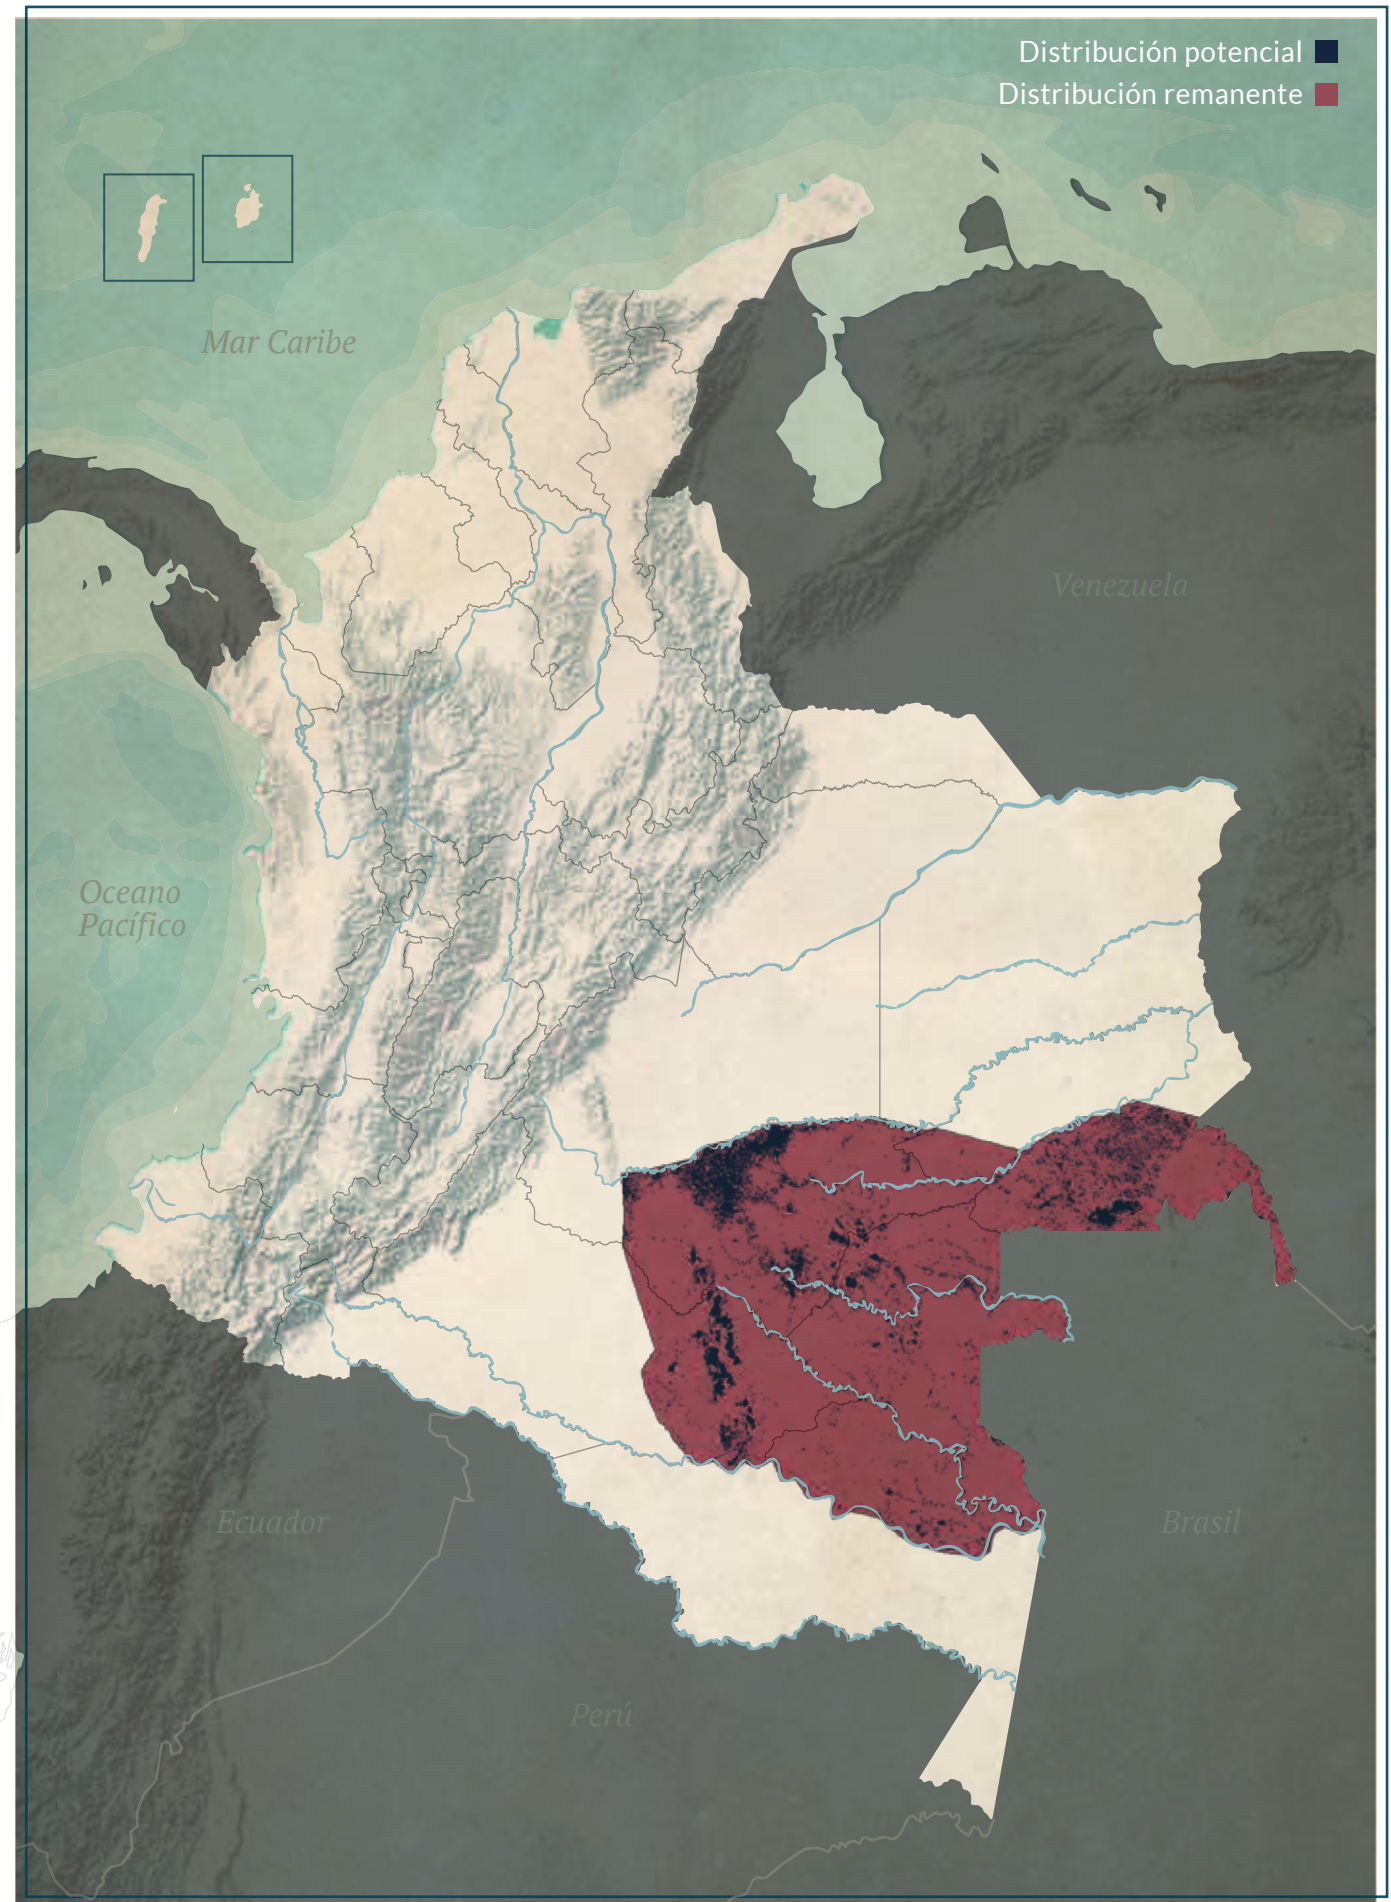 Distribución potencial
Distribución remanente
Mar Caribe
Venezuela
Oceano
Pacífico
Ecuador
Brasil
Perú